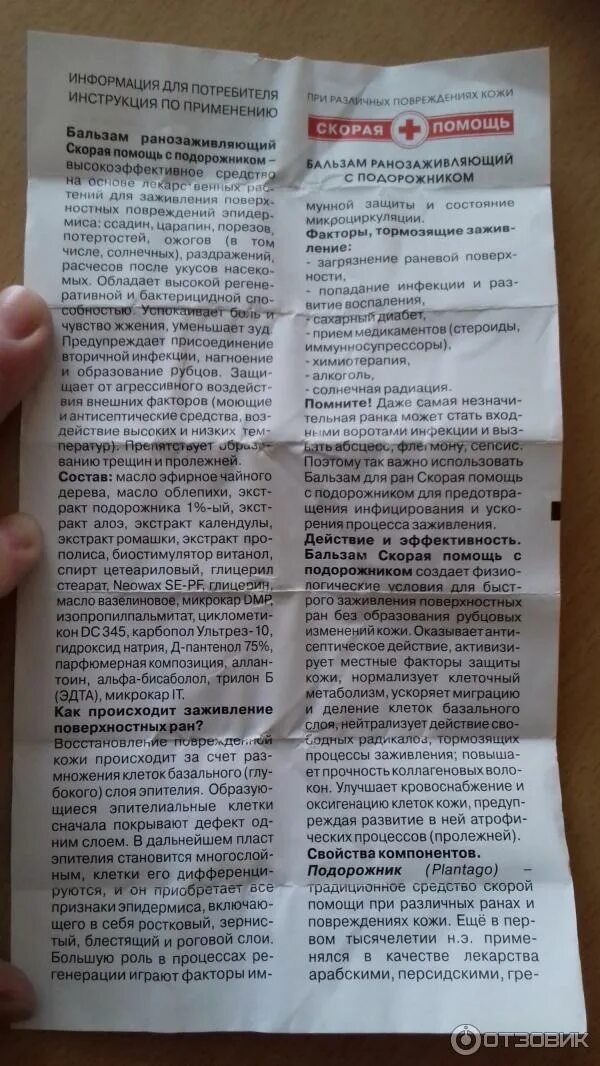 ИНФОРМАЦИЯ ДЛЯ ПОТРЕБИТЕЛЯ
ИНСТРУКЦИЯ ПО ПРИМЕНЕНИЮ
Бальзам ранозаживляющий
Скорая помощь с подорожником –
высокоэффективное средство
на основе лекарственных рас-
тений для заживления поверх-
ностных повреждений эпидер-
миса: ссадин, царапин, порезов,
потертостей, ожогов (в том
числе, солнечных), раздражений,
расчесов после укусов насеко-
мых. Обладает высокой регене-
ративной и бактерицидной спо-
собностью. Успокаивает боль и
чувство жжения, уменьшает зуд.
Предупреждает присоединение
вторичной инфекции, нагноение
и образование рубцов. Защи-
щает от агрессивного воздейст-
вия внешних факторов (моющие
и антисептические средства, воз-
действие высоких и низких тем-
ператур). Препятствует образо-
ванию трещин и пролежней.
Состав: масло эфирное чайного
дерева, масло облепихи, экст-
ракт подорожника 1%-ый, экст-
ракт алоэ, экстракт календулы,
экстракт ромашки, экстракт про-
полиса, биостимулятор витанол,
спирт цетеариловый, глицерил
стеарат, Neowax SE-PF, глицерин,
масло вазелиновое, микрокар DMP,
изопропилпальмитат, цикломети-
кон DC 345, карбопол Ультрез-10,
гидроксид натрия, Д-пантенол 75%,
парфюмерная композиция, аллан-
тоин, альфа-бисаболол, трилон Б
(ЭДТА), микрокар IT.
Как происходит заживление
поверхностных ран?
Восстановление поврежденной
кожи происходит за счет раз-
множения клеток базального (глу-
бокого) слоя эпителия. Образую-
щиеся эпителиальные клетки
сначала покрывают дефект од-
ним слоем. В дальнейшем пласт
эпителия становится многослой-
ным, клетки его дифференци-
руются, и он приобретает все
признаки эпидермиса, включаю-
щего в себя ростковый, зернис-
тый, блестящий и роговой слои.
Большую роль в процессах ре-
генерации играют факторы им-
ПРИ РАЗЛИЧНЫХ ПОВРЕЖДЕНИЯХ КОЖИ
СКОРАЯ ПОМОЩЬ
БАЛЬЗАМ РАНОЗАЖИВЛЯЮЩИЙ
С ПОДОРОЖНИКОМ
мунной защиты и состояние
микроциркуляции.
Факторы, тормозящие зажив-
ление:
- загрязнение раневой поверх-
ности,
- попадание инфекции и раз-
витие воспаления,
- сахарный диабет,
- прием медикаментов (стероиды,
иммуносупрессоры),
- химиотерапия,
- алкоголь,
- солнечная радиация.
Помните! Даже самая незначи-
тельная ранка может стать вход-
ными воротами инфекции и выз-
вать абсцесс, флегмону, сепсис.
Поэтому так важно использовать
Бальзам для ран Скорая помощь
с подорожником для предотвра-
щения инфицирования и уско-
рения процесса заживления.
Действие и эффективность.
Бальзам Скорая помощь с
подорожником создает физио-
логические условия для быст-
рого заживления поверхностных
ран без образования рубцовых
изменений кожи. Оказывает анти-
септическое действие, активизи-
рует местные факторы защиты
кожи, нормализует клеточный
метаболизм, ускоряет миграцию
и деление клеток базального
слоя, нейтрализует действие сво-
бодных радикалов, тормозящих
процессы заживления; повыша-
ет прочность коллагеновых воло-
кон. Улучшает кровоснабжение и
оксигенацию клеток кожи, предуп-
реждая развитие в ней атрофи-
ческих процессов (пролежней).
Свойства компонентов.
Подорожник (Plantago) –
традиционное средство скорой
помощи при различных ранах и
повреждениях кожи. Ещё в пер-
вом тысячелетии н.э. приме-
нялся в качестве лекарства
арабскими, персидскими, гре-
ОТЗОВИК